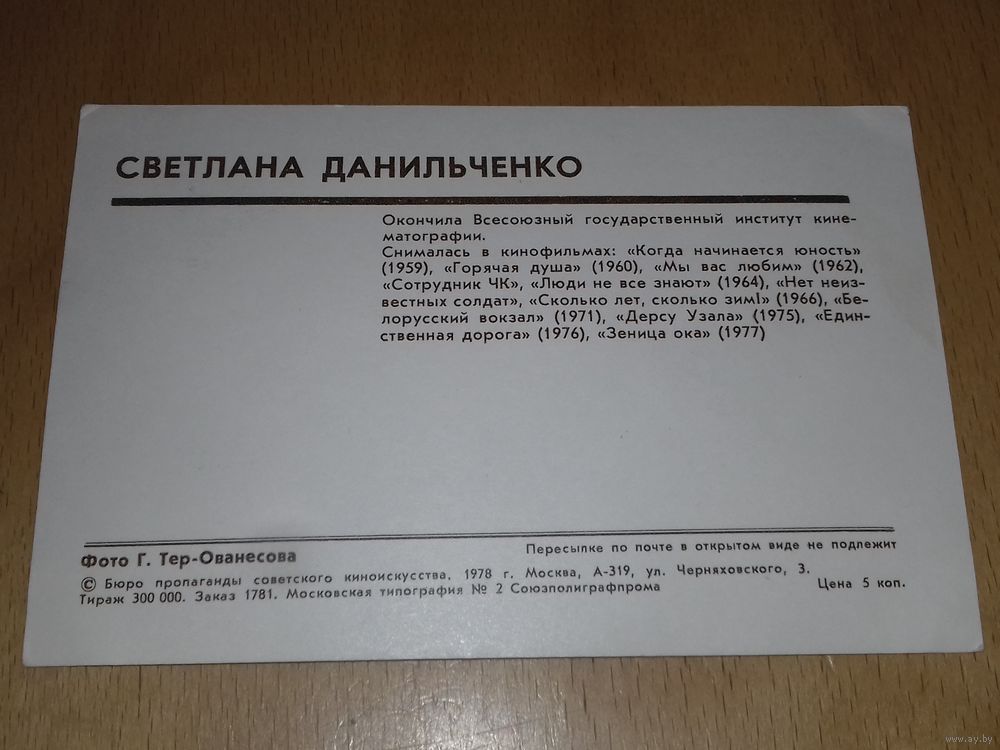 СВЕТЛАНА ДАНИЛЬЧЕНКО
Окончила Всесоюзный государственный институт кине-
матографии.
Снималась в кинофильмах: «Когда начинается юность»
(1959), «Горячая душа» (1960), «Мы вас любим» (1962),
«Сотрудник ЧК», «Люди не все знают» (1964), «Нет неиз-
вестных солдат», «Сколько лет, сколько зим!» (1966), «Бе-
лорусский вокзал» (1971), «Дерсу Узала» (1975), «Един-
ственная дорога» (1976), «Зеница ока» (1977)
Фото Г. Тер-Ованесова
Пересылке по почте в открытом виде не подлежит
© Бюро пропаганды советского киноискусства, 1978 г. Москва, А-319, ул. Черняховского, 3.
Тираж 300 000. Заказ 1781. Московская типография № 2 Союзполиграфпрома
Цена 5 коп.
www.ay.by